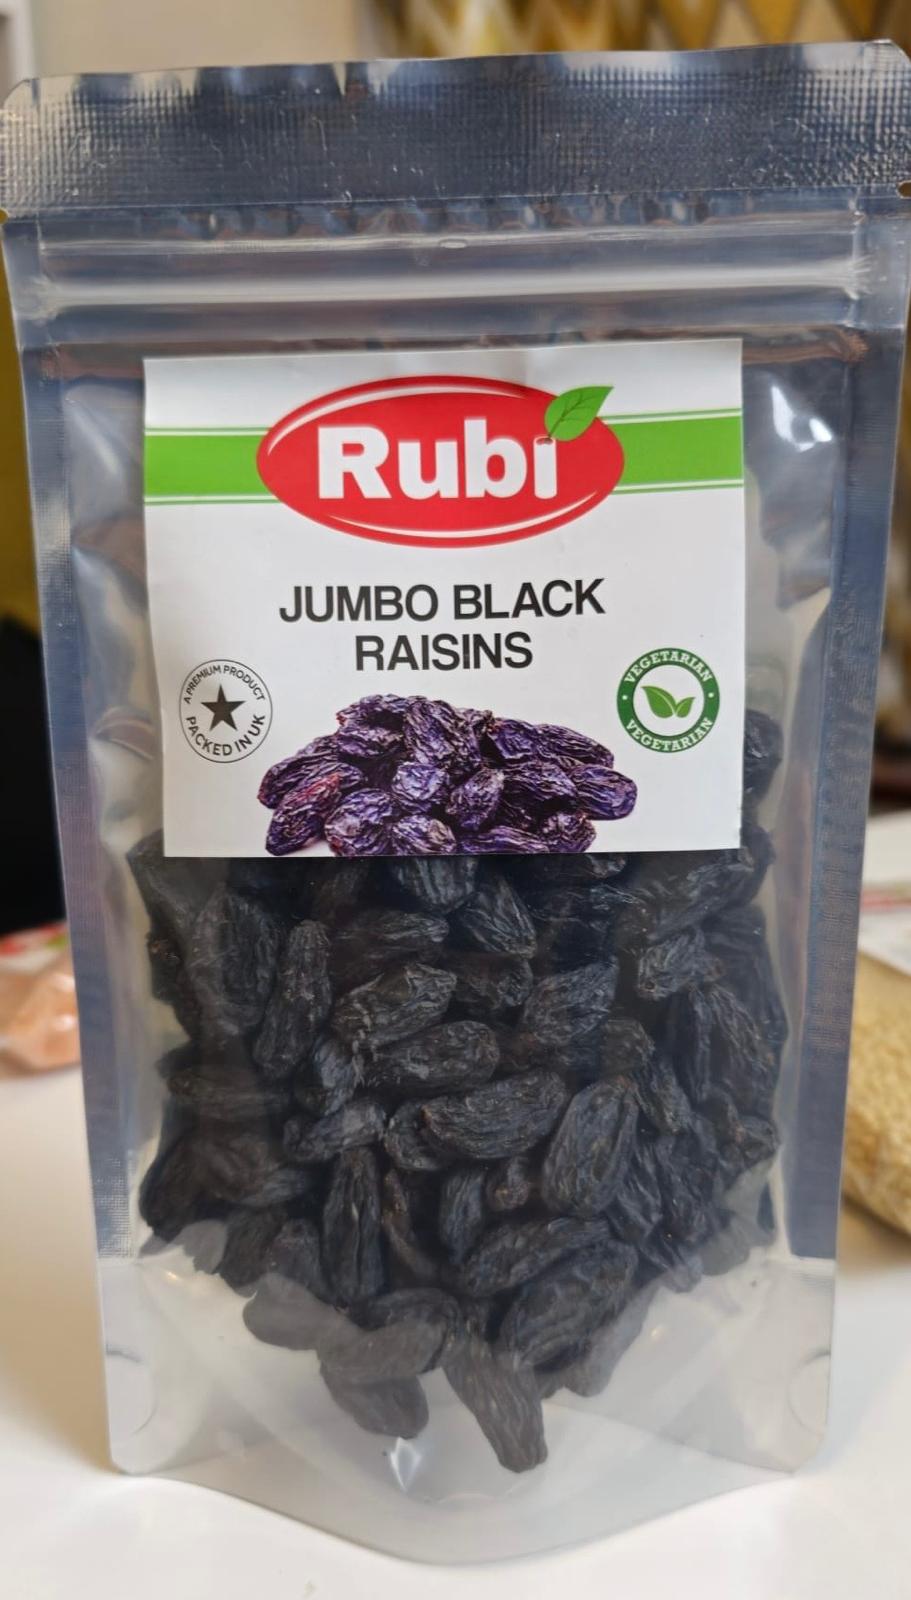 Rubi
JUMBO BLACK
RAISINS
A PREMIUM PRODUCT
PACKED IN UK
VEGETARIAN
VEGETARIAN